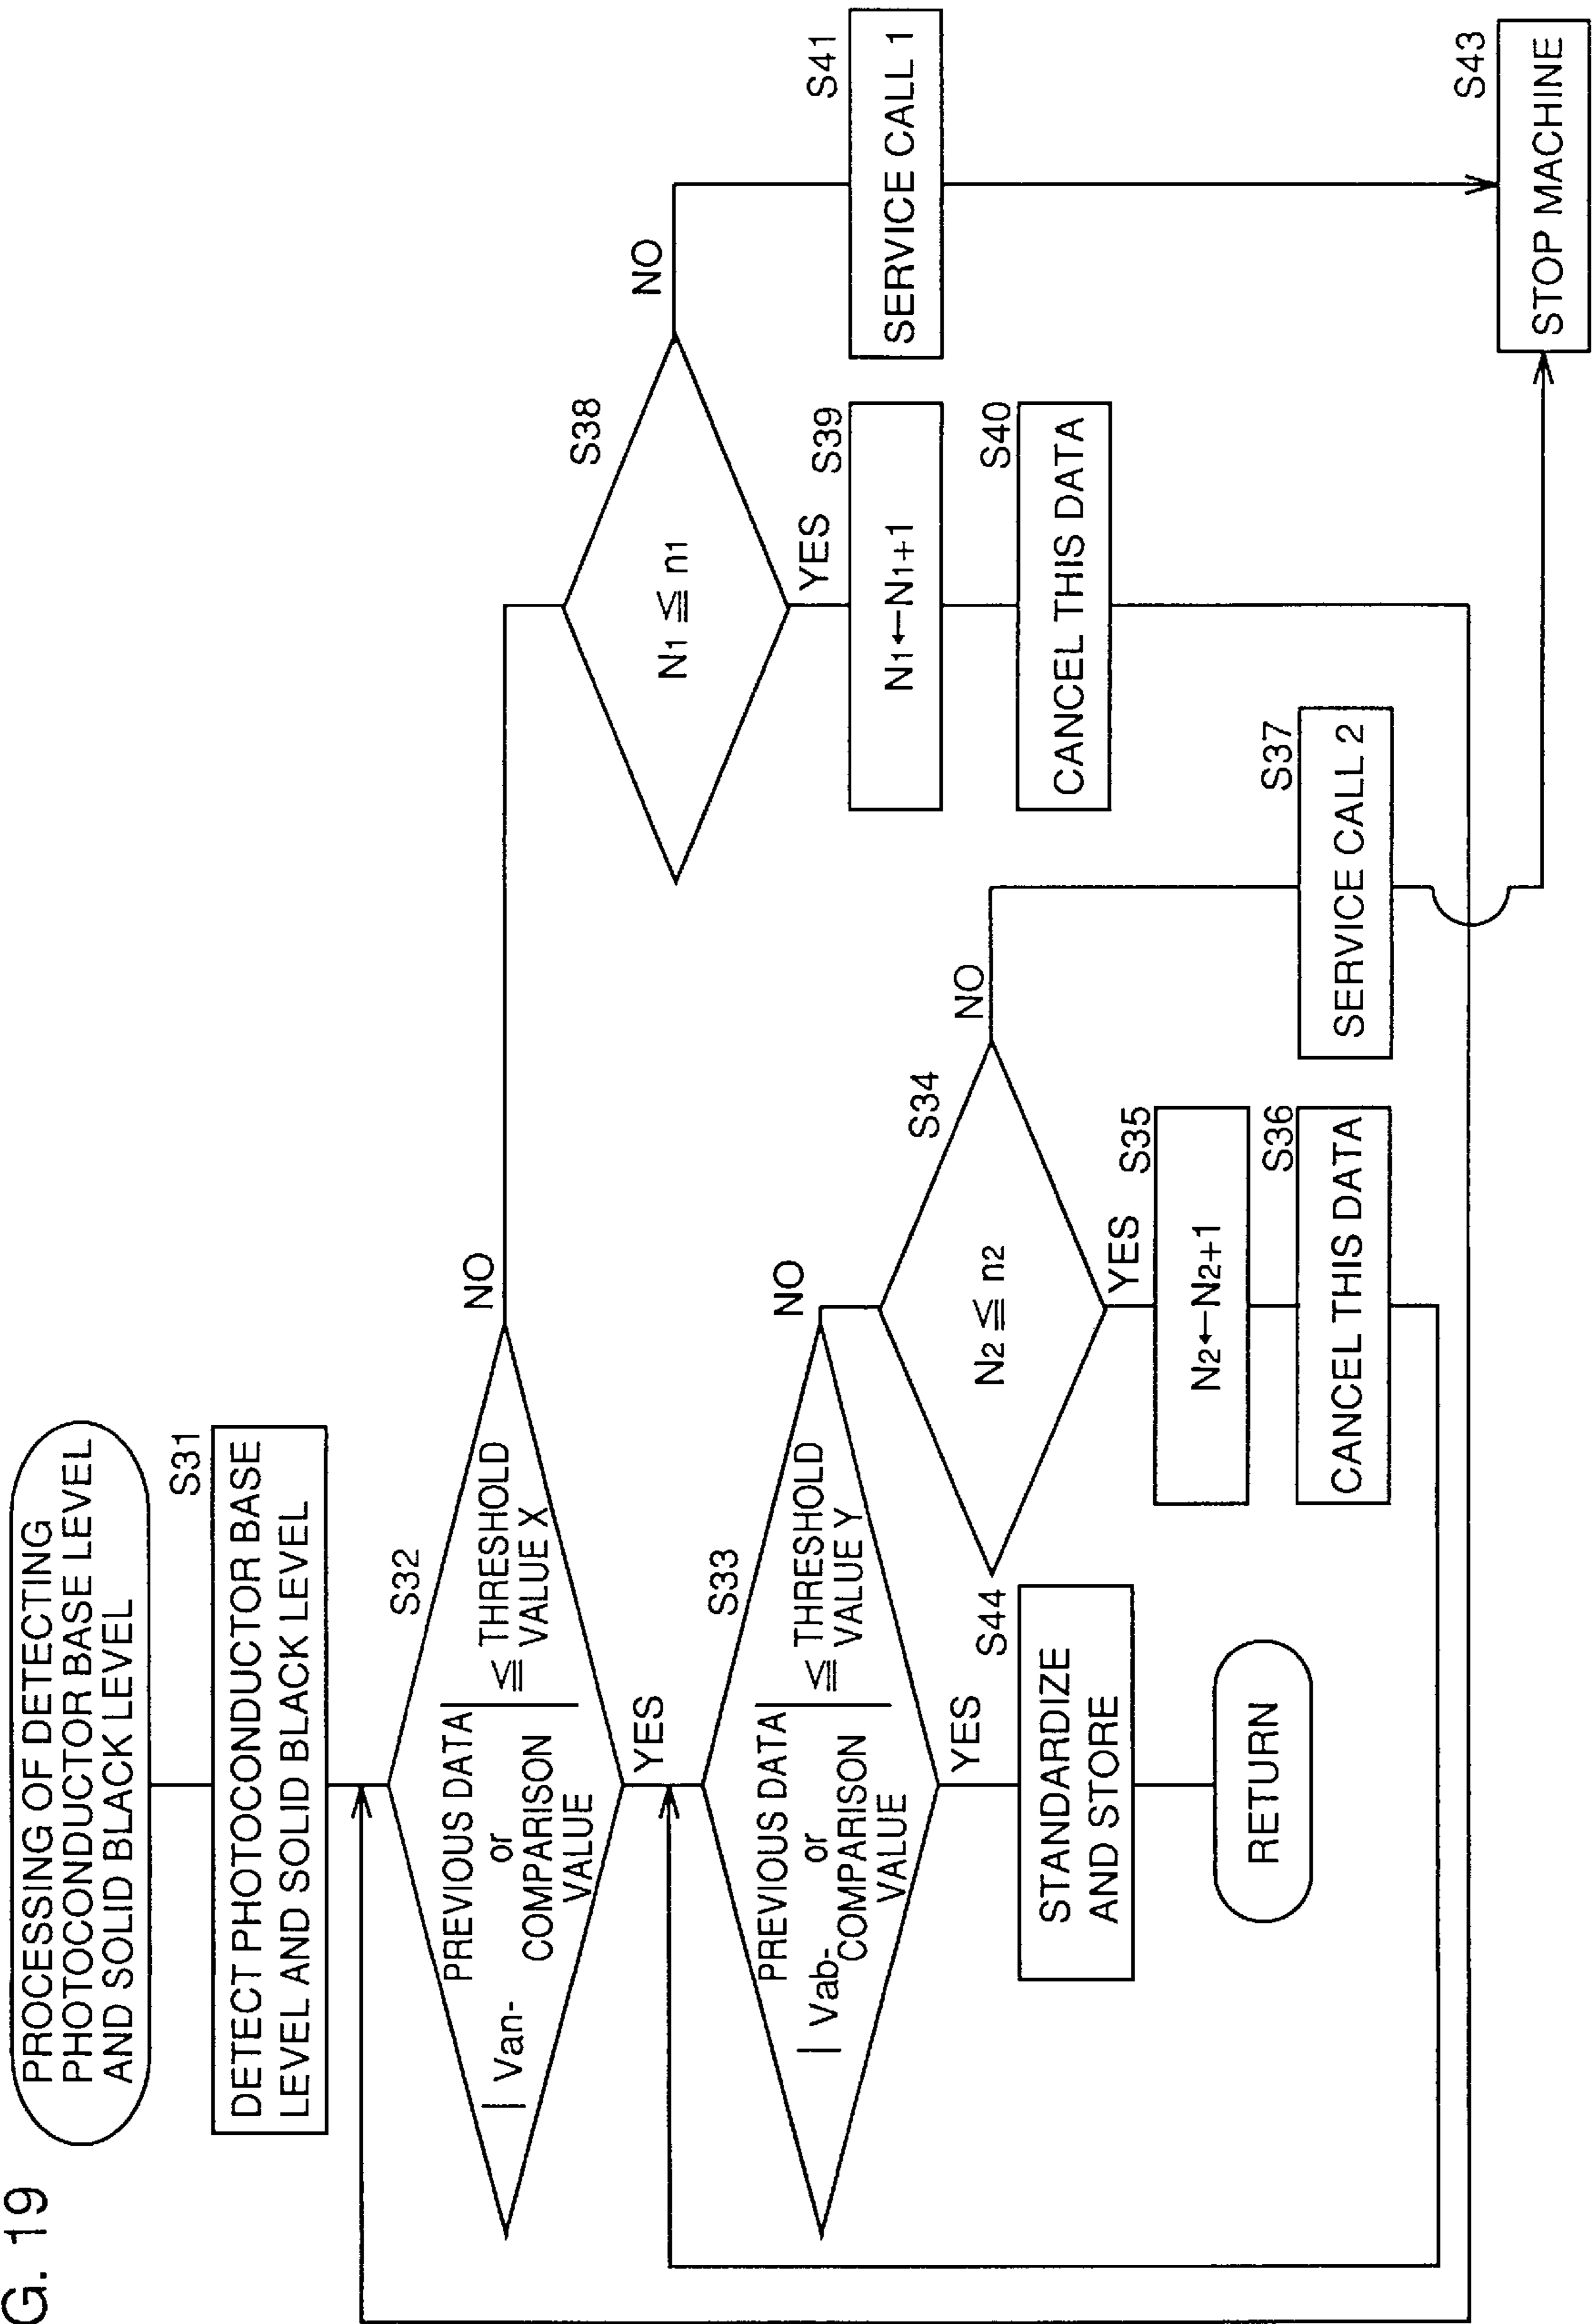 G. 19
PROCESSING OF DETECTING
PHOTOCONDUCTOR BASE LEVEL
AND SOLID BLACK LEVEL
S31
DETECT PHOTOCONDUCTOR BASE
LEVEL AND SOLID BLACK LEVEL
S32
PREVIOUS DATA
| Van- or | ≦ THRESHOLD
COMPARISON VALUE X
VALUE
NO
YES
S33
PREVIOUS DATA
| Vab- or | ≦ THRESHOLD
COMPARISON VALUE Y
VALUE
NO
YES
S44
STANDARDIZE
AND STORE
RETURN
S34
N2 ≦ n2
NO
YES
S35
N2←N2+1
S36
CANCEL THIS DATA
S37
SERVICE CALL 2
S38
N1 ≦ n1
NO
YES
S39
N1←N1+1
S40
CANCEL THIS DATA
S41
SERVICE CALL 1
S43
STOP MACHINE